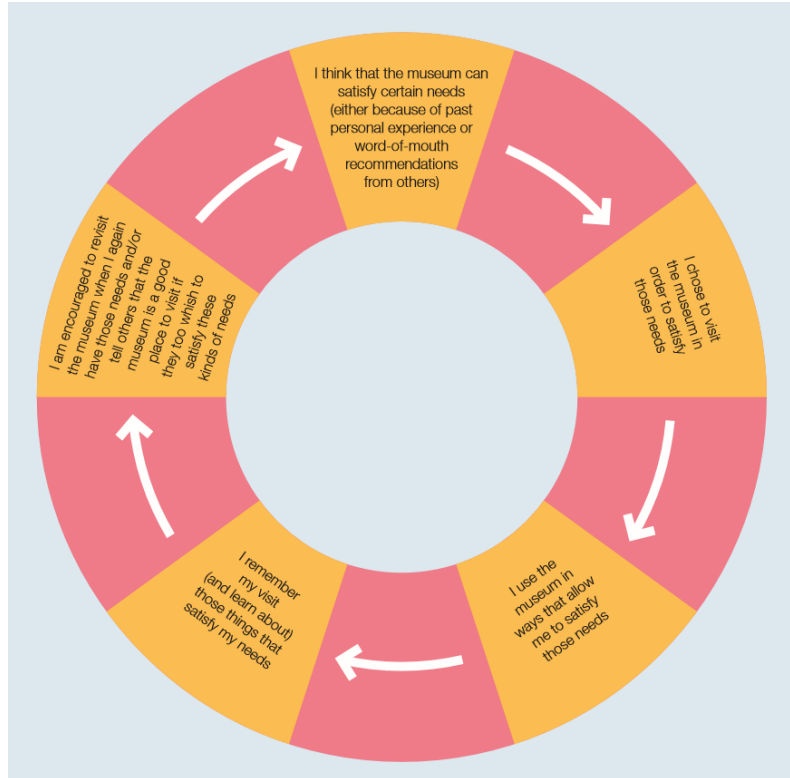 I think that the museum can
satisfy certain needs
(either because of past
personal experience or
word-of-mouth
recommendations
from others)
I chose to visit
the museum in
order to satisfy
those needs
I use the
museum in
ways that allow
me to satisfy
those needs
I remember
my visit
(and learn about)
those things that
satisfy my needs
I am encouraged to revisit
the museum when I again
have those needs and/or
tell others that the
museum is a good
place to visit if
they too whish to
satisfy these
kinds of needs